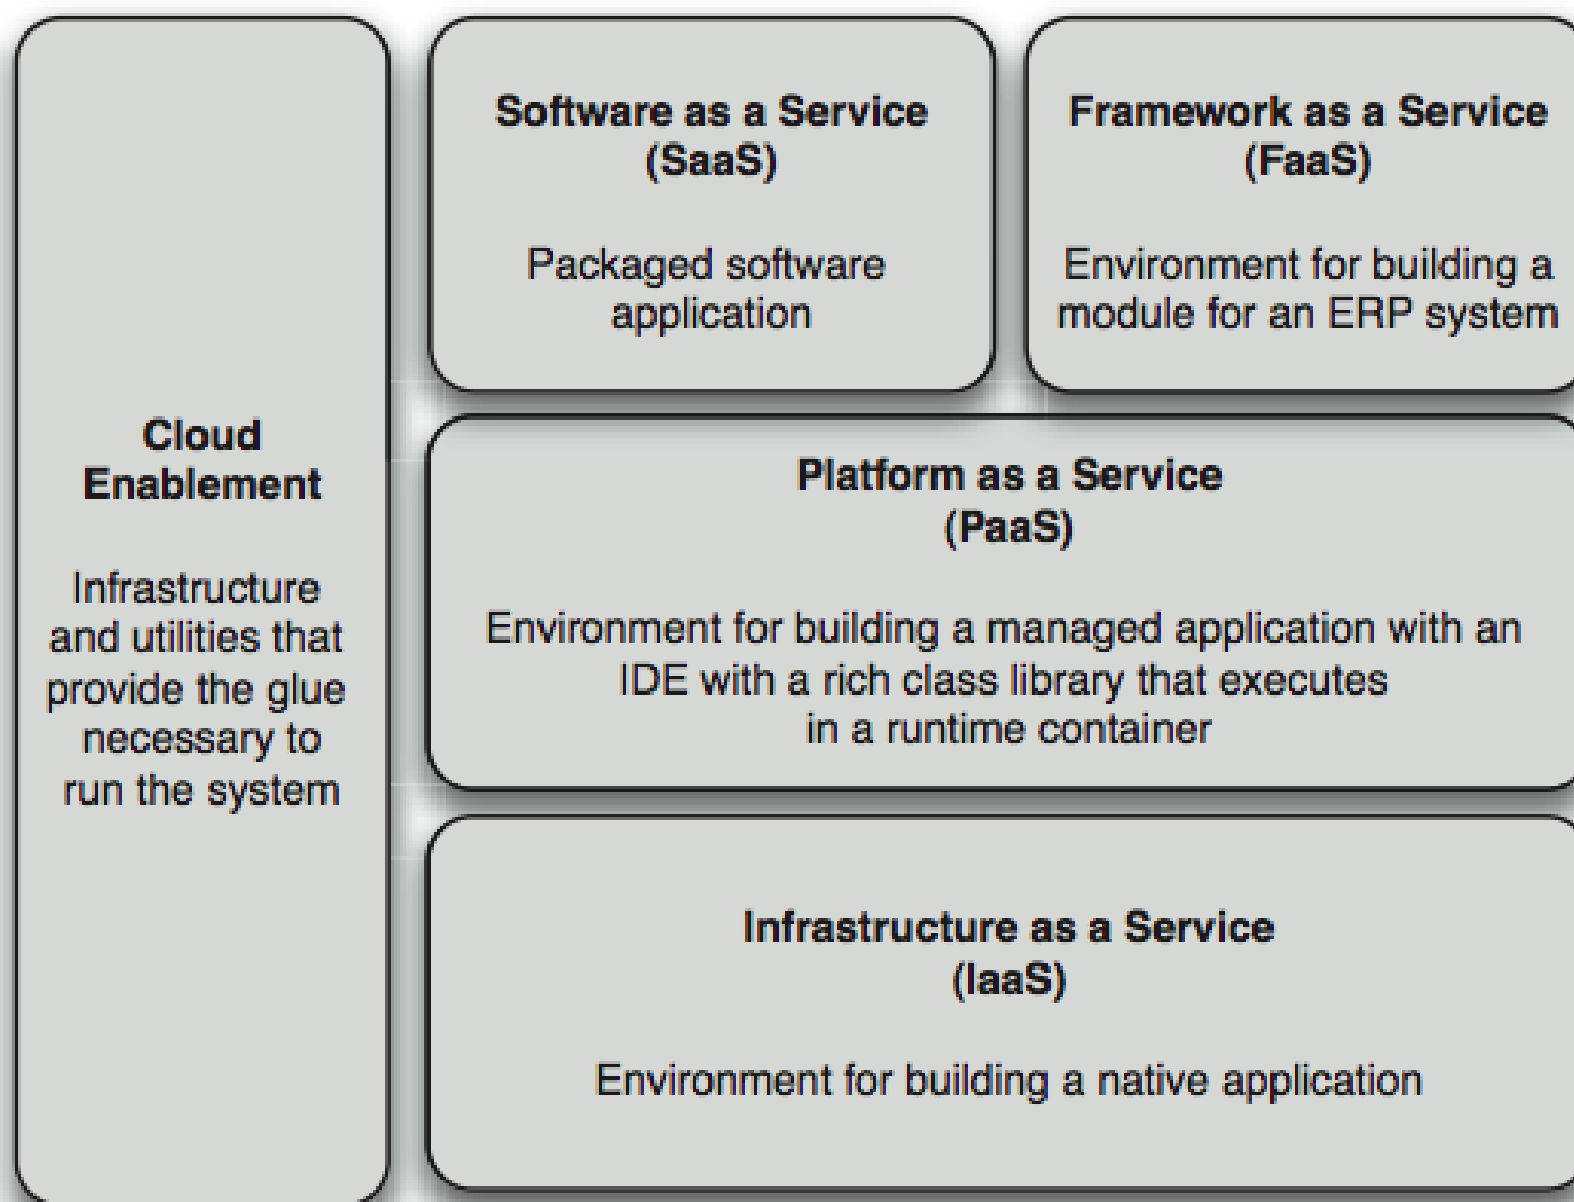 Cloud
Enablement
Infrastructure
and utilities that
provide the glue
necessary to
run the system
Software as a Service
(SaaS)
Packaged software
application
Framework as a Service
(FaaS)
Environment for building a
module for an ERP system
Platform as a Service
(PaaS)
Environment for building a managed application with an
IDE with a rich class library that executes
in a runtime container
Infrastructure as a Service
(IaaS)
Environment for building a native application